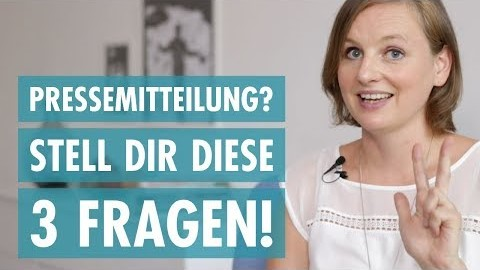 PRESSEMITTEILUNG?
STELL DIR DIESE
3 FRAGEN!